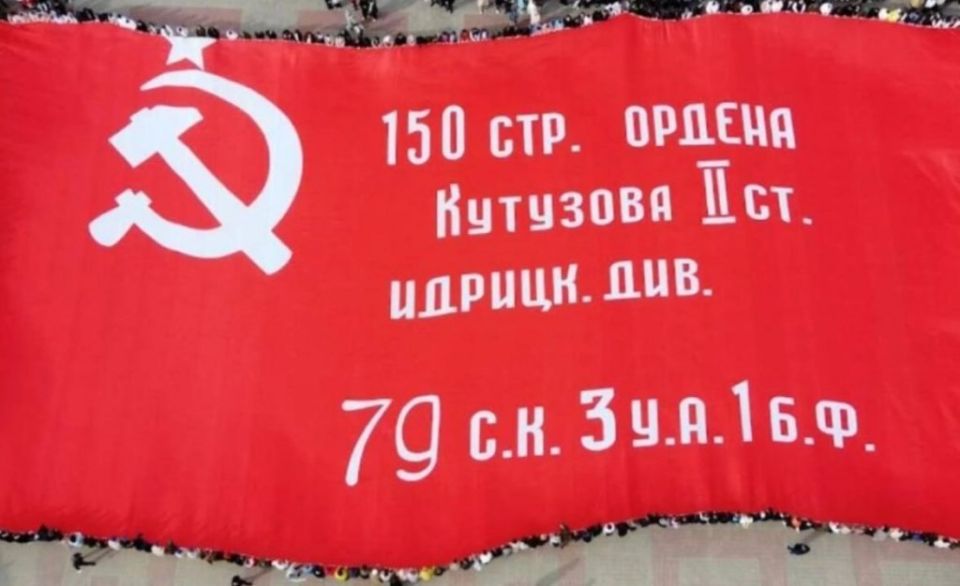 150 СТР. ОРДЕНА
КУТУЗОВА II СТ.
ИДРИЦК. ДИВ.
79 С.К. 3 У.А. 1 Б.Ф.